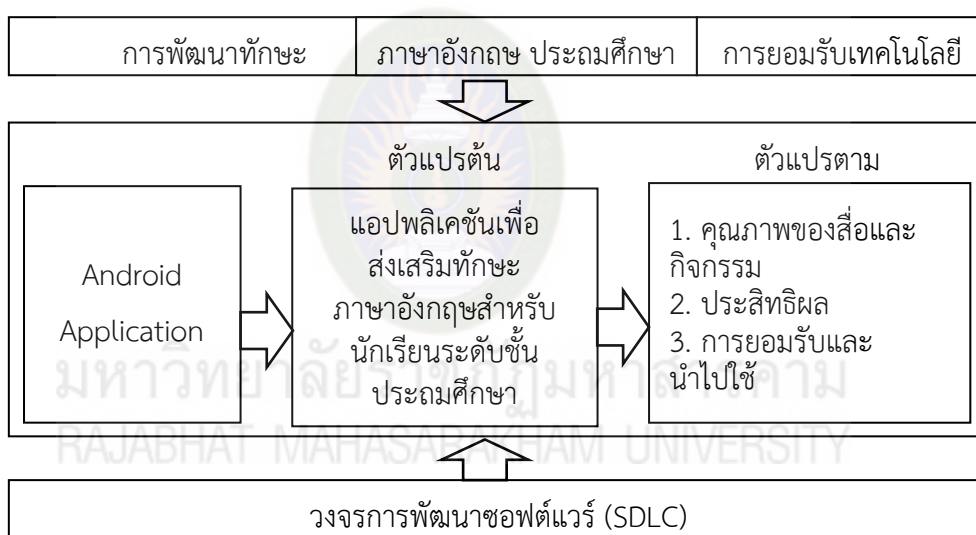 การพัฒนาทักษะ ภาษาอังกฤษ ประถมศึกษา การยอมรับเทคโนโลยี
ตัวแปรต้น ตัวแปรตาม
Android
Application
แอปพลิเคชันเพื่อ
ส่งเสริมทักษะ
ภาษาอังกฤษสำหรับ
นักเรียนระดับชั้น
ประถมศึกษา
1. คุณภาพของสื่อและ
กิจกรรม
2. ประสิทธิผล
3. การยอมรับและ
นำไปใช้
มหาวิทยาลัยราชภัฏมหาสารคาม
RAJABHAT MAHASARAKHAM UNIVERSITY
วงจรการพัฒนาซอฟต์แวร์ (SDLC)